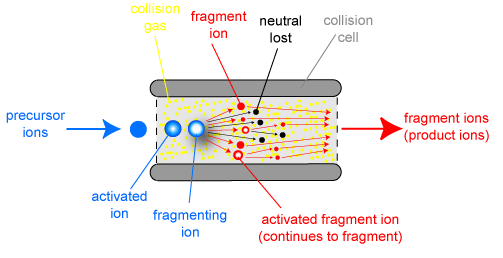 collision
gas
fragment
ion
neutral
lost
collision
cell
precursor
ions
fragment ions
(product ions)
activated
ion
fragmenting
ion
activated fragment ion
(continues to fragment)